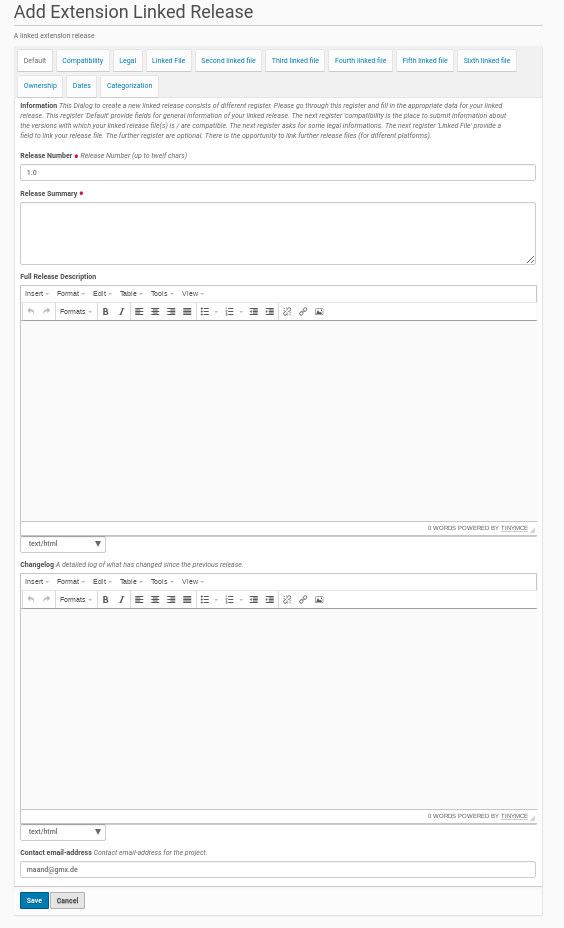 Add Extension Linked Release
A linked extension release
Default Compatibility Legal Linked File Second linked file Third linked file Fourth linked file Fifth linked file Sixth linked file
Ownership Dates Categorization
Information This Dialog to create a new linked release consists of different register. Please go through this register and fill in the appropriate data for your linked
release. This register 'Default' provide fields for general information of your linked release. The next register 'compatibility is the place to submit information about
the versions with which your linked release file(s) is / are compatible. The next register asks for some legal informations. The next register 'Linked File' provide a
field to link your release file. The further register are optional. There is the opportunity to link further release files (for different platforms).
Release Number Release Number (up to twelf chars)
1.0
Release Summary
Full Release Description
Insert Format Edit Table Tools View
Formats B I
0 WORDS POWERED BY TINYMCE
text/html
Changelog A detailed log of what has changed since the previous release.
Insert Format Edit Table Tools View
Formats B I
0 WORDS POWERED BY TINYMCE
text/html
Contact email-address Contact email-address for the project.
maand@gmx.de
Save Cancel